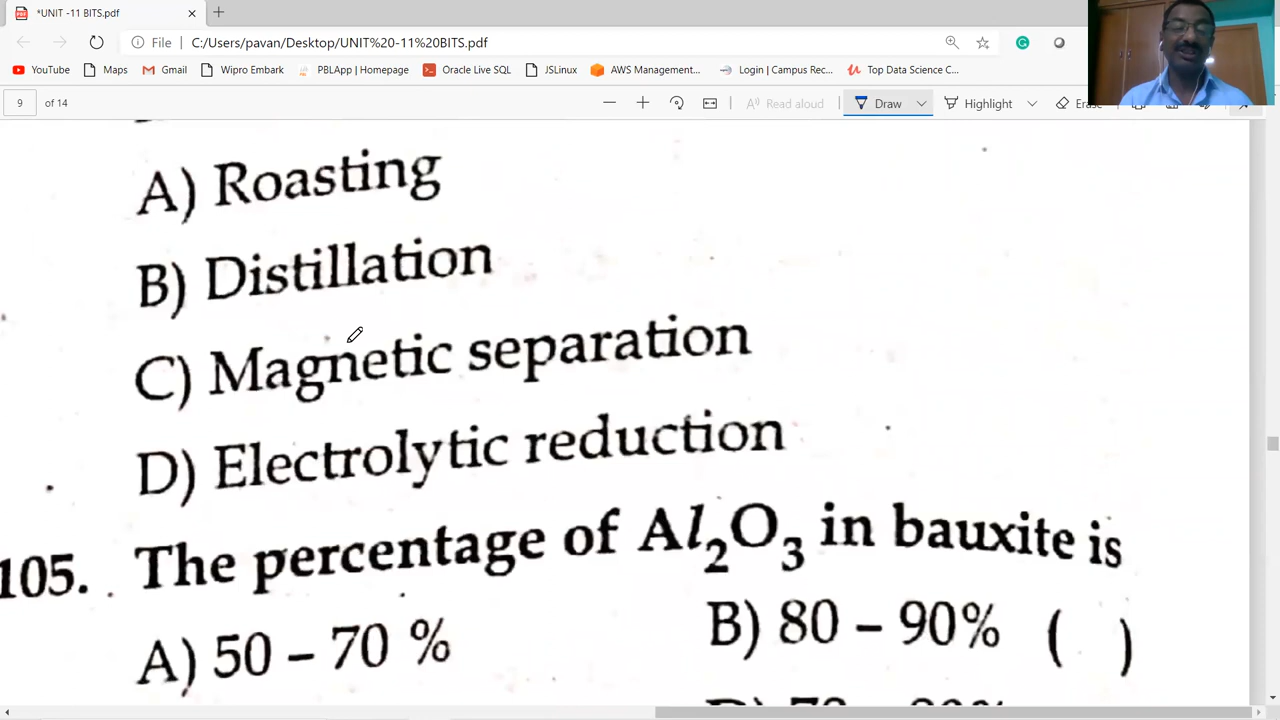 *UNIT -11 BITS.pdf
File C:/Users/pavan/Desktop/UNIT%20-11%20BITS.pdf
YouTube Maps Gmail Wipro Embark PBLApp | Homepage Oracle Live SQL JSLinux AWS Management... Login | Campus Rec... Top Data Science C...
9 of 14 Read aloud Draw Highlight Erase
A) Roasting
B) Distillation
C) Magnetic separation
D) Electrolytic reduction
105. The percentage of Al2O3 in bauxite is
A) 50 – 70 % B) 80 – 90% ( )